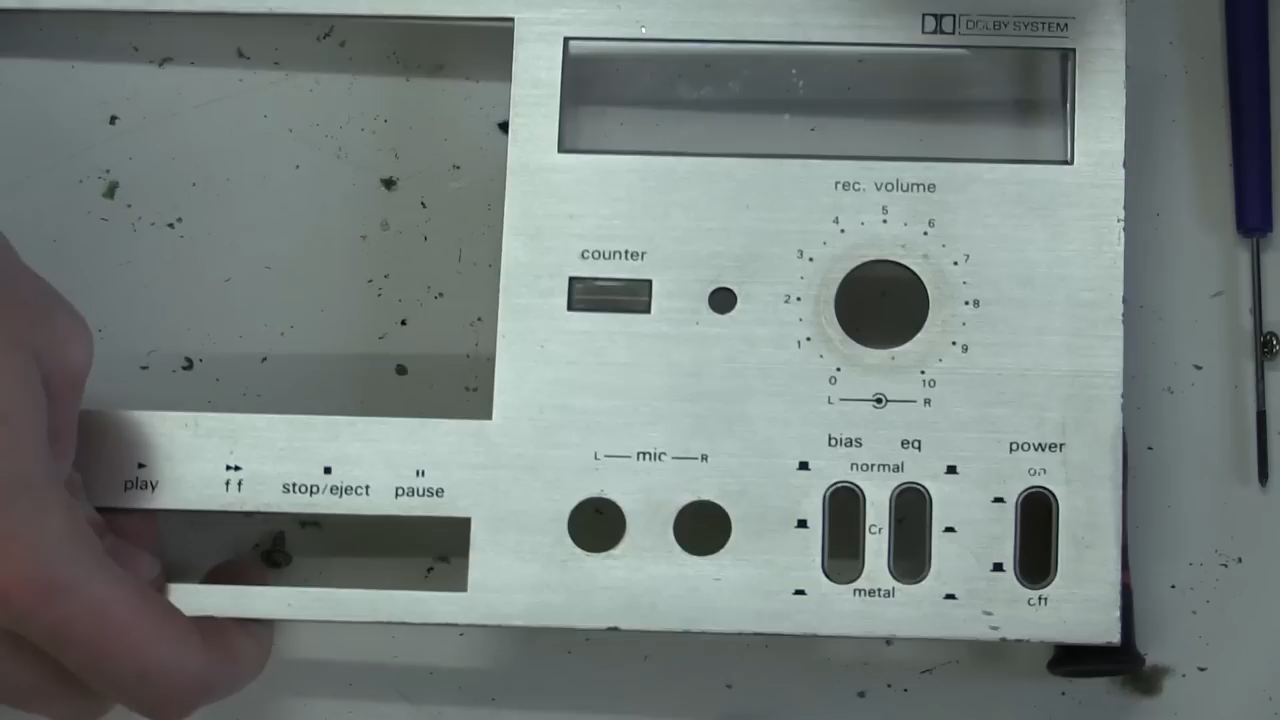 DOLBY SYSTEM
rec. volume
0 1 2 3 4 5 6 7 8 9 10
L R
counter
L mic R
play
ff
stop/eject
pause
bias eq
normal
Cr
metal
power
on
off